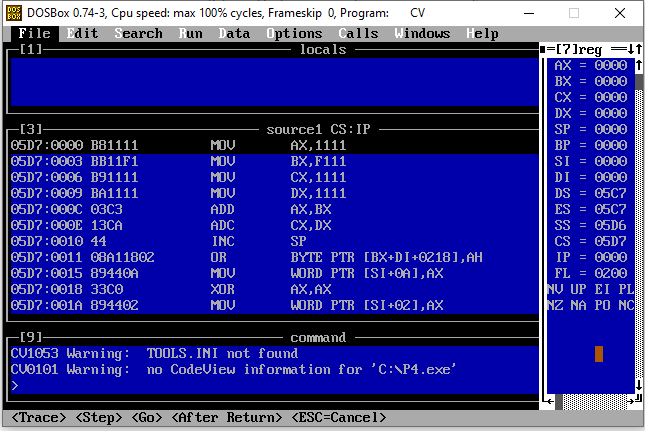 DOSBox 0.74-3, Cpu speed: max 100% cycles, Frameskip 0, Program: CV
File Edit Search Run Data Options Calls Windows Help
[1] locals
[3] source1 CS:IP
05D7:0000 B81111 MOV AX,1111
05D7:0003 BB11F1 MOV BX,F111
05D7:0006 B91111 MOV CX,1111
05D7:0009 BA1111 MOV DX,1111
05D7:000C 03C3 ADD AX,BX
05D7:000E 13CA ADC CX,DX
05D7:0010 44 INC SP
05D7:0011 08A11802 OR BYTE PTR [BX+DI+0218],AH
05D7:0015 89440A MOV WORD PTR [SI+0A],AX
05D7:0018 33C0 XOR AX,AX
05D7:001A 894402 MOV WORD PTR [SI+02],AX
[9] command
CV1053 Warning: TOOLS.INI not found
CV0101 Warning: no CodeView information for 'C:\P4.exe'
>
[7]reg
AX = 0000
BX = 0000
CX = 0000
DX = 0000
SP = 0000
BP = 0000
SI = 0000
DI = 0000
DS = 05C7
ES = 05C7
SS = 05D6
CS = 05D7
IP = 0000
FL = 0200
NV UP EI PL
NZ NA PO NC
<Trace> <Step> <Go> <After Return> <ESC=Cancel>